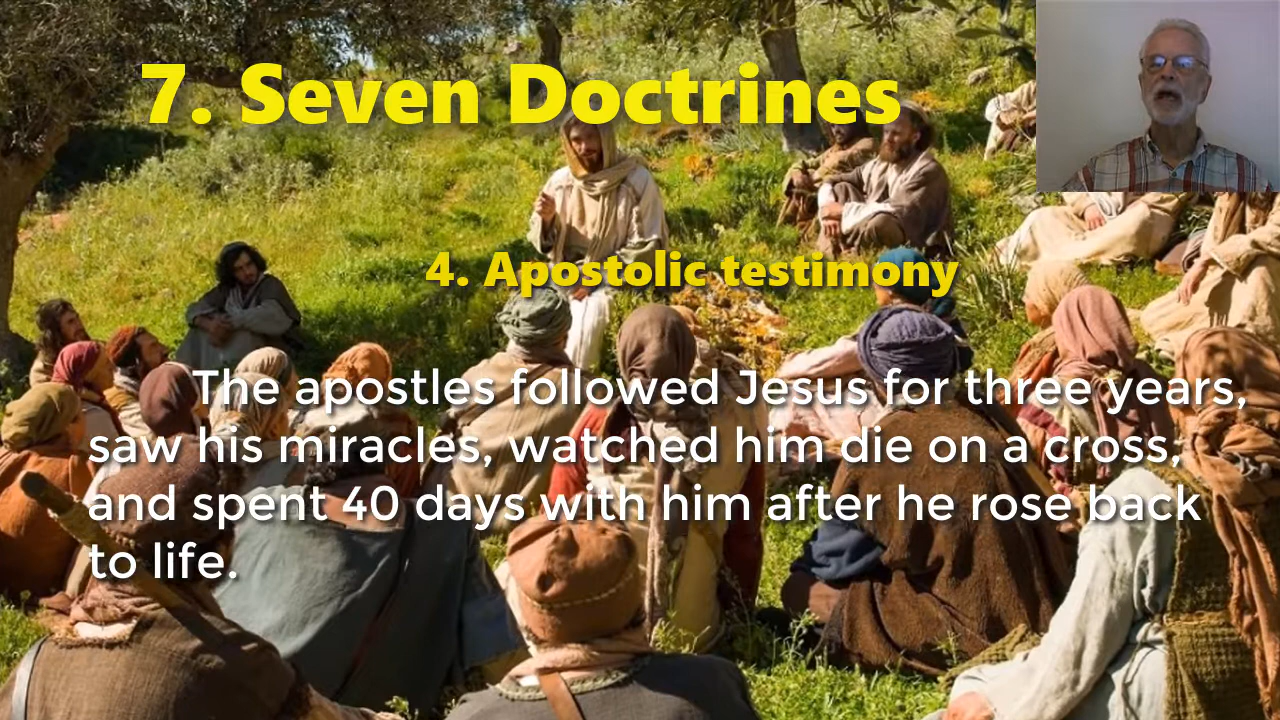 7. Seven Doctrines
4. Apostolic testimony
The apostles followed Jesus for three years,
saw his miracles, watched him die on a cross,
and spent 40 days with him after he rose back
to life.